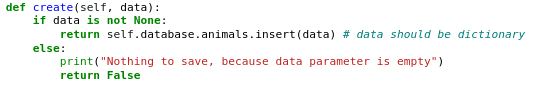 def create(self, data):
    if data is not None:
        return self.database.animals.insert(data) # data should be dictionary
    else:
        print("Nothing to save, because data parameter is empty")
        return False